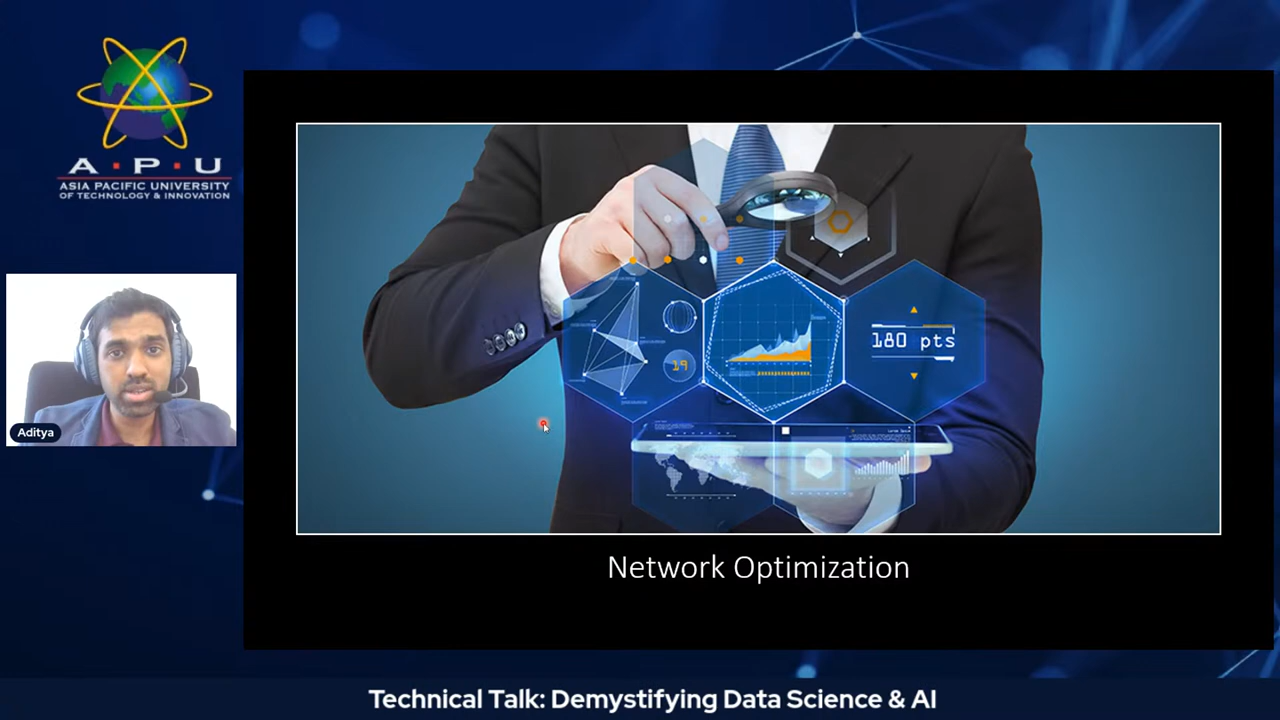 A·P·U
ASIA PACIFIC UNIVERSITY
OF TECHNOLOGY & INNOVATION
Aditya
19
180 pts
Network Optimization
Technical Talk: Demystifying Data Science & AI